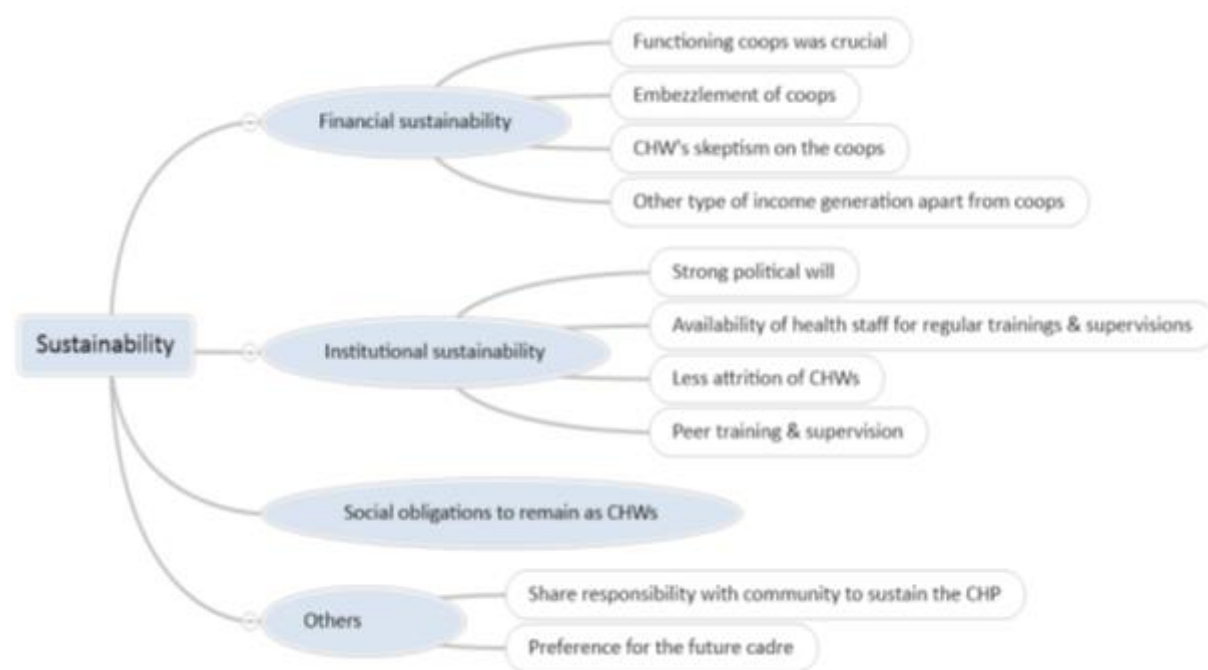 Sustainability
Financial sustainability
Functioning coops was crucial
Embezzlement of coops
CHW's skeptism on the coops
Other type of income generation apart from coops
Institutional sustainability
Strong political will
Availability of health staff for regular trainings & supervisions
Less attrition of CHWs
Peer training & supervision
Social obligations to remain as CHWs
Others
Share responsibility with community to sustain the CHP
Preference for the future cadre